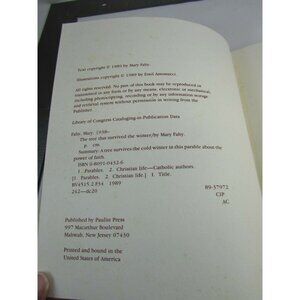 Text copyright © 1989 by Mary Fahy.
Illustrations copyright © 1989 by Emil Antonucci.
All rights reserved. No part of this book may be reproduced or
transmitted in any form or by any means, electronic or mechanical,
including photocopying, recording or by any information storage
and retrieval system without permission in writing from the
Publisher.
Library of Congress Cataloging-in-Publication Data
Fahy, Mary, 1938–
The tree that survived the winter/by Mary Fahy.
p. cm.
Summary: A tree survives the cold winter in this parable about the
power of faith.
ISBN 0-8091-0432-6
1. Parables. 2. Christian life—Catholic authors.
[1. Parables. 2. Christian life.] I. Title.
BV4515.2.F34 1989
242—dc20
89-37972
CIP
AC
Published by Paulist Press
997 Macarthur Boulevard
Mahwah, New Jersey 07430
Printed and bound in the
United States of America